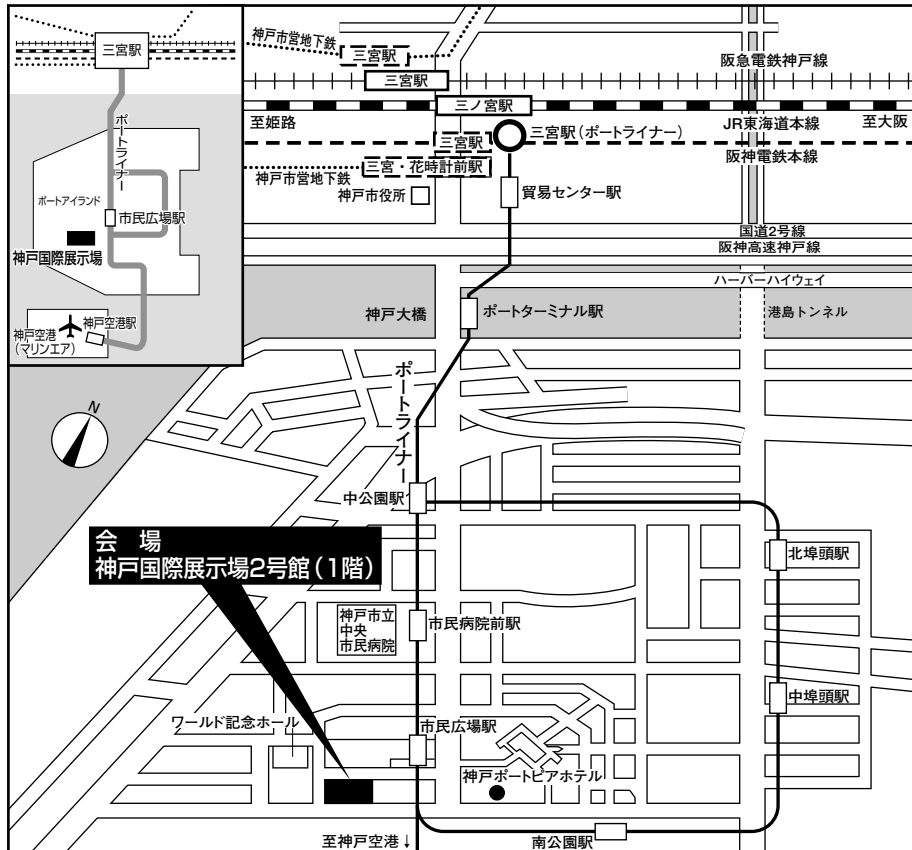 三宮駅
ポートライナー
ポートアイランド
市民広場駅
神戸国際展示場
神戸空港駅
神戸空港
（マリンエア）
N
神戸市営地下鉄
三宮駅
阪急電鉄神戸線
三宮駅
三ノ宮駅
至姫路
JR東海道本線
至大阪
三宮駅（ポートライナー）
三宮駅
阪神電鉄本線
三宮・花時計前駅
神戸市営地下鉄
神戸市役所
貿易センター駅
国道2号線
阪神高速神戸線
ハーバーハイウェイ
神戸大橋
ポートターミナル駅
港島トンネル
ポートライナー
中公園駅
会　場
神戸国際展示場2号館（1階）
北埠頭駅
神戸市立
中央
市民病院
市民病院前駅
中埠頭駅
ワールド記念ホール
市民広場駅
神戸ポートピアホテル
南公園駅
至神戸空港↓